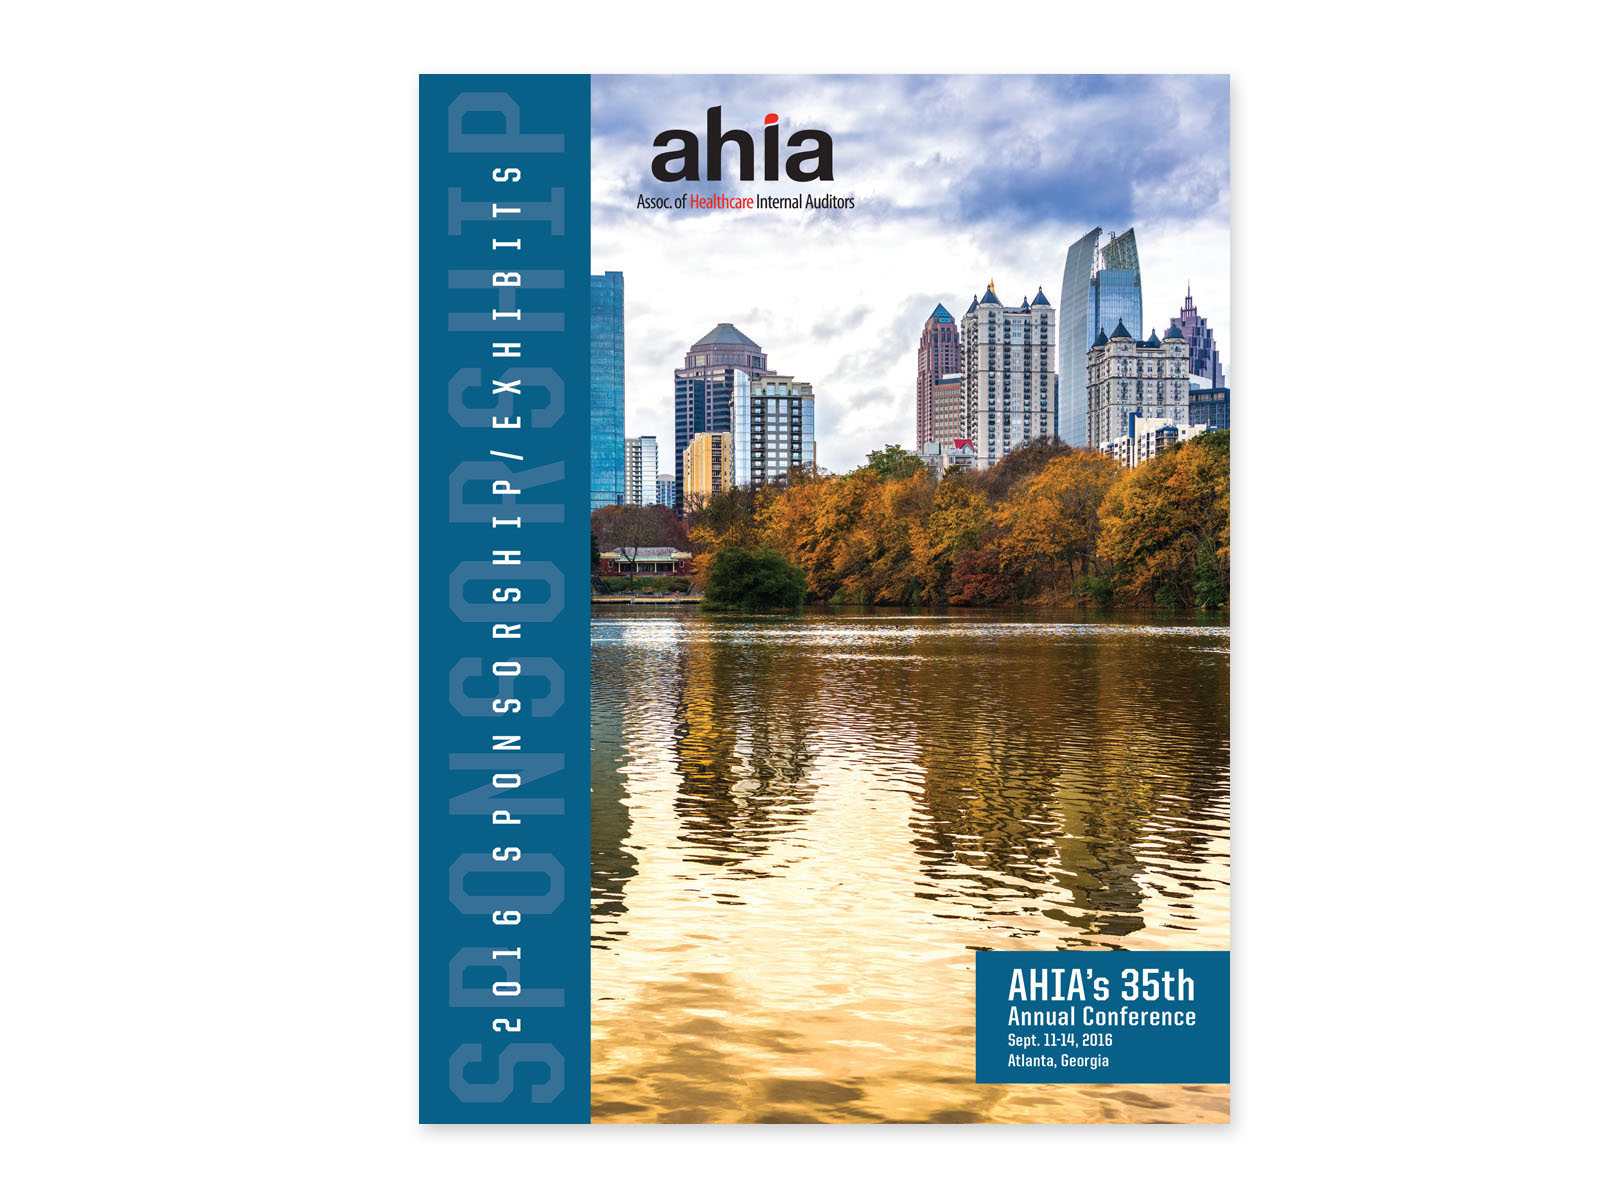 SPONSORSHIP
2016 SPONSORSHIP/EXHIBITS
ahia
Assoc. of Healthcare Internal Auditors
AHIA's 35th
Annual Conference
Sept. 11-14, 2016
Atlanta, Georgia